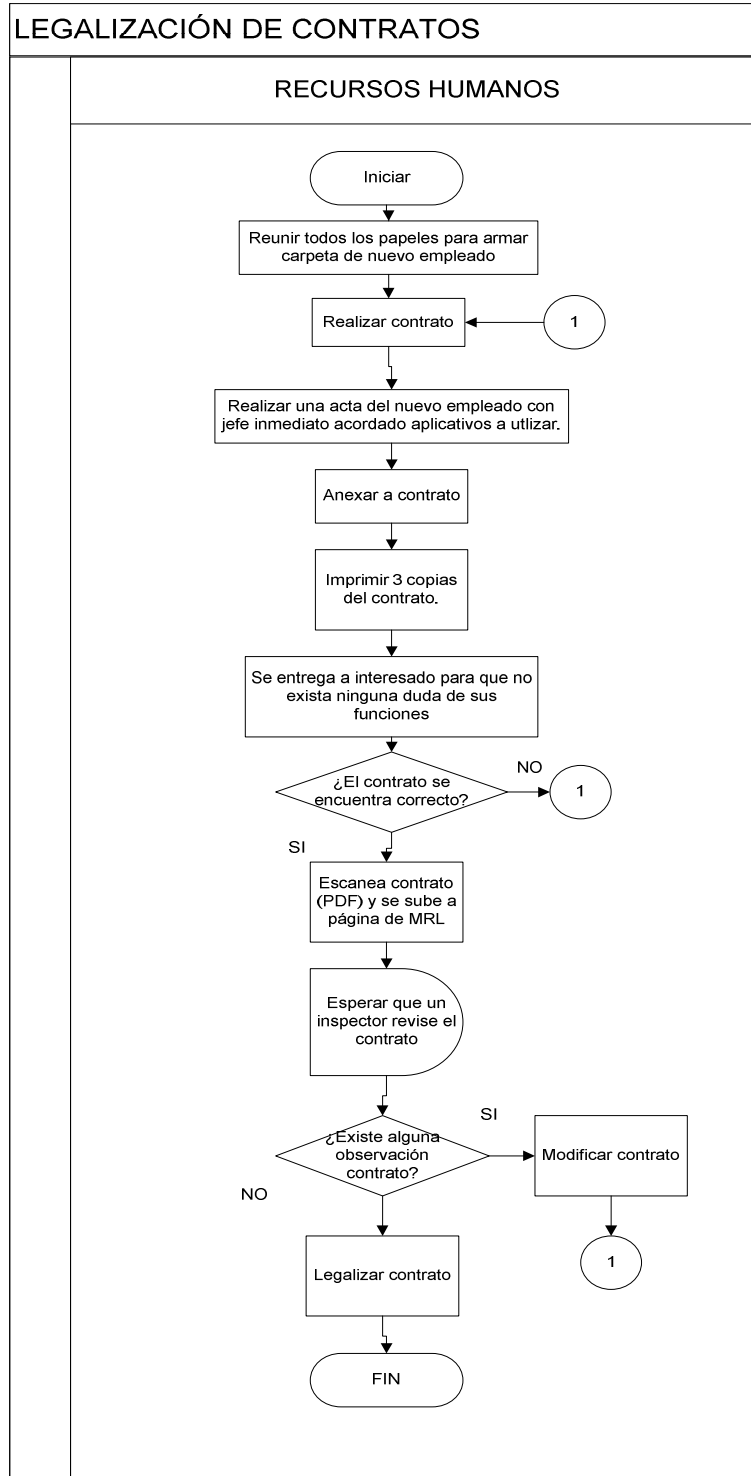 LEGALIZACIÓN DE CONTRATOS
RECURSOS HUMANOS
Iniciar
Reunir todos los papeles para armar
carpeta de nuevo empleado
Realizar contrato
1
Realizar una acta del nuevo empleado con
jefe inmediato acordado aplicativos a utlizar.
Anexar a contrato
Imprimir 3 copias
del contrato.
Se entrega a interesado para que no
exista ninguna duda de sus
funciones
¿El contrato se
encuentra correcto?
NO
1
SI
Escanea contrato
(PDF) y se sube a
página de MRL
Esperar que un
inspector revise el
contrato
¿Existe alguna
observación
contrato?
SI
Modificar contrato
1
NO
Legalizar contrato
FIN